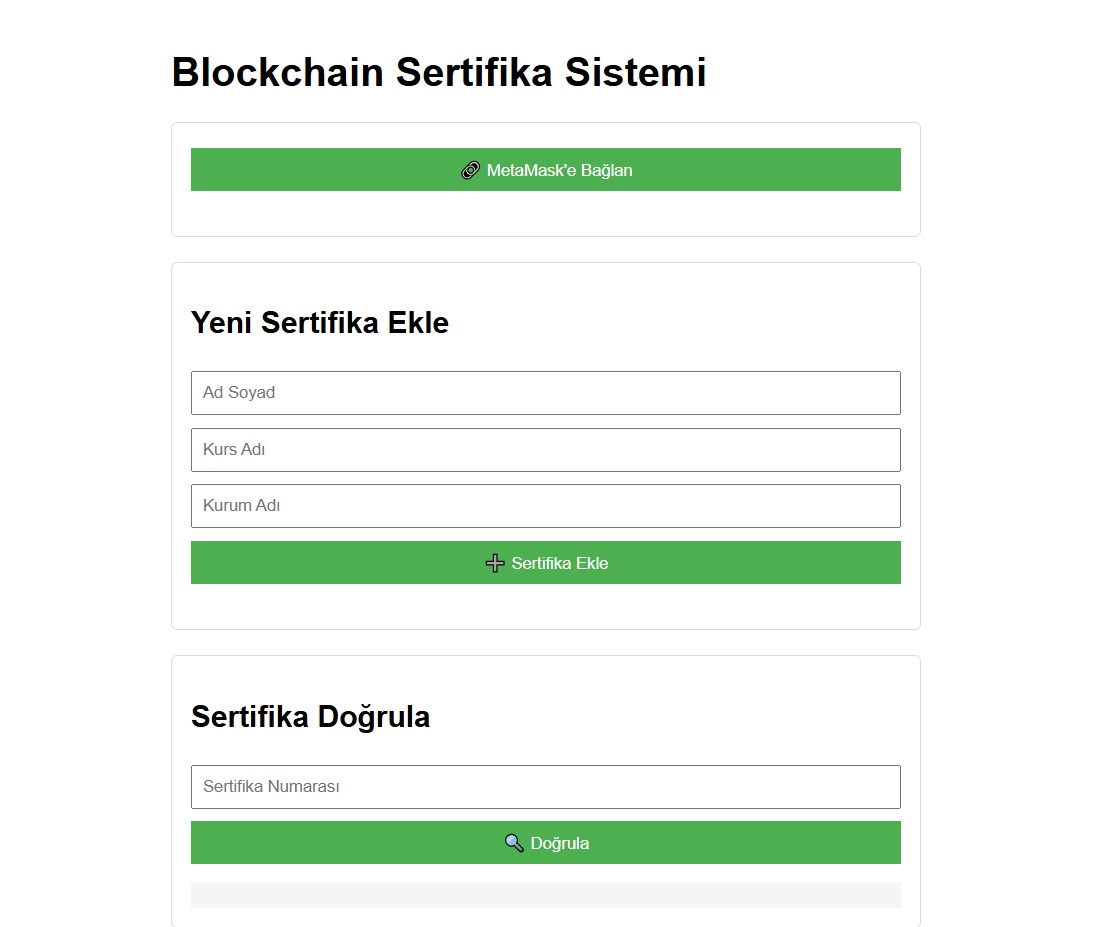 Blockchain Sertifika Sistemi
🔗 MetaMask'e Bağlan
Yeni Sertifika Ekle
Ad Soyad
Kurs Adı
Kurum Adı
➕ Sertifika Ekle
Sertifika Doğrula
Sertifika Numarası
🔍 Doğrula